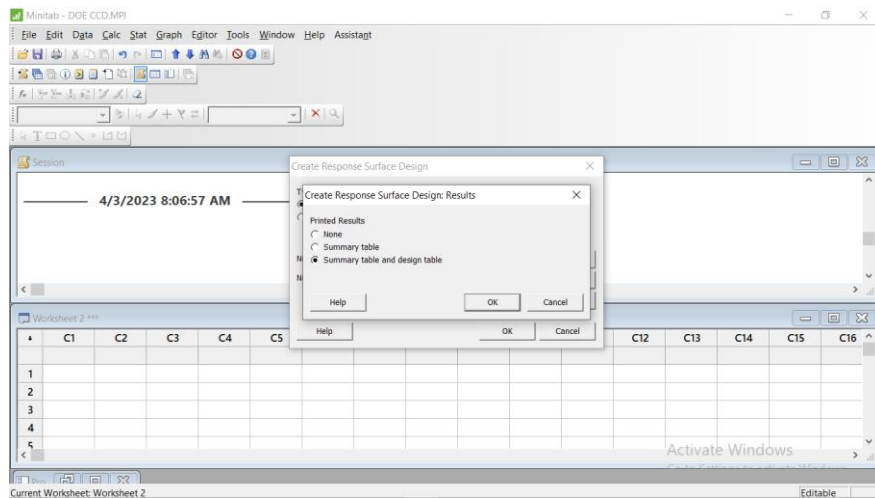 Minitab - DOE CCD.MPI
File Edit Data Calc Stat Graph Editor Tools Window Help Assistant
Session
4/3/2023 8:06:57 AM
Create Response Surface Design
Create Response Surface Design: Results
Printed Results
None
Summary table
Summary table and design table
Help OK Cancel
Help OK Cancel
Worksheet 2 ***
C1 C2 C3 C4 C5 C12 C13 C14 C15 C16
1
2
3
4
5
Activate Windows
Current Worksheet: Worksheet 2 Editable